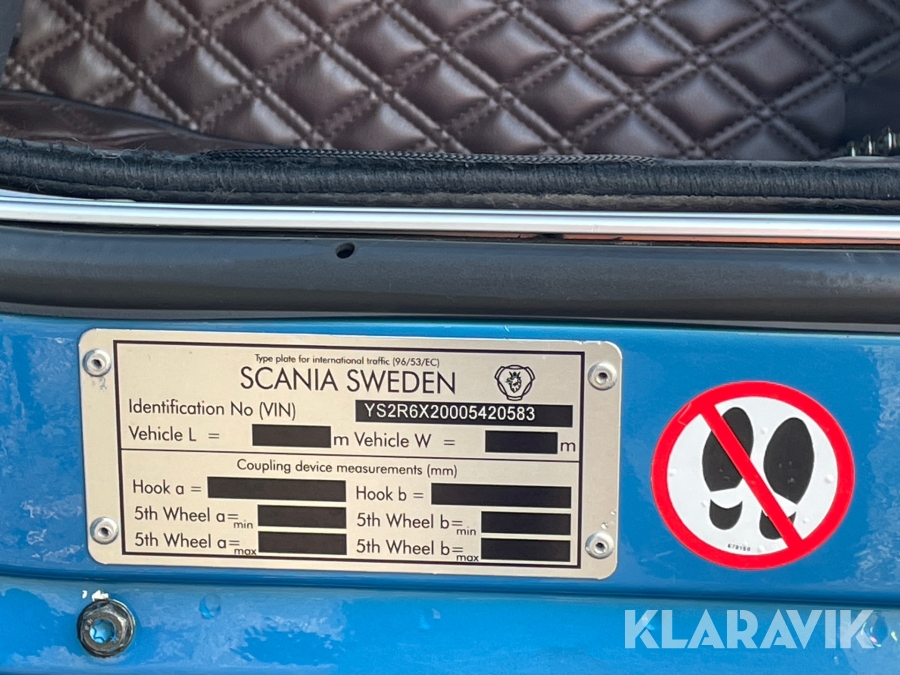 Type plate for international traffic (96/53/EC)
SCANIA SWEDEN
Identification No (VIN) YS2R6X20005420583
Vehicle L = m Vehicle W = m
Coupling device measurements (mm)
Hook a = Hook b =
5th Wheel a= min 5th Wheel b= min
5th Wheel a= max 5th Wheel b= max
KLARAVIK